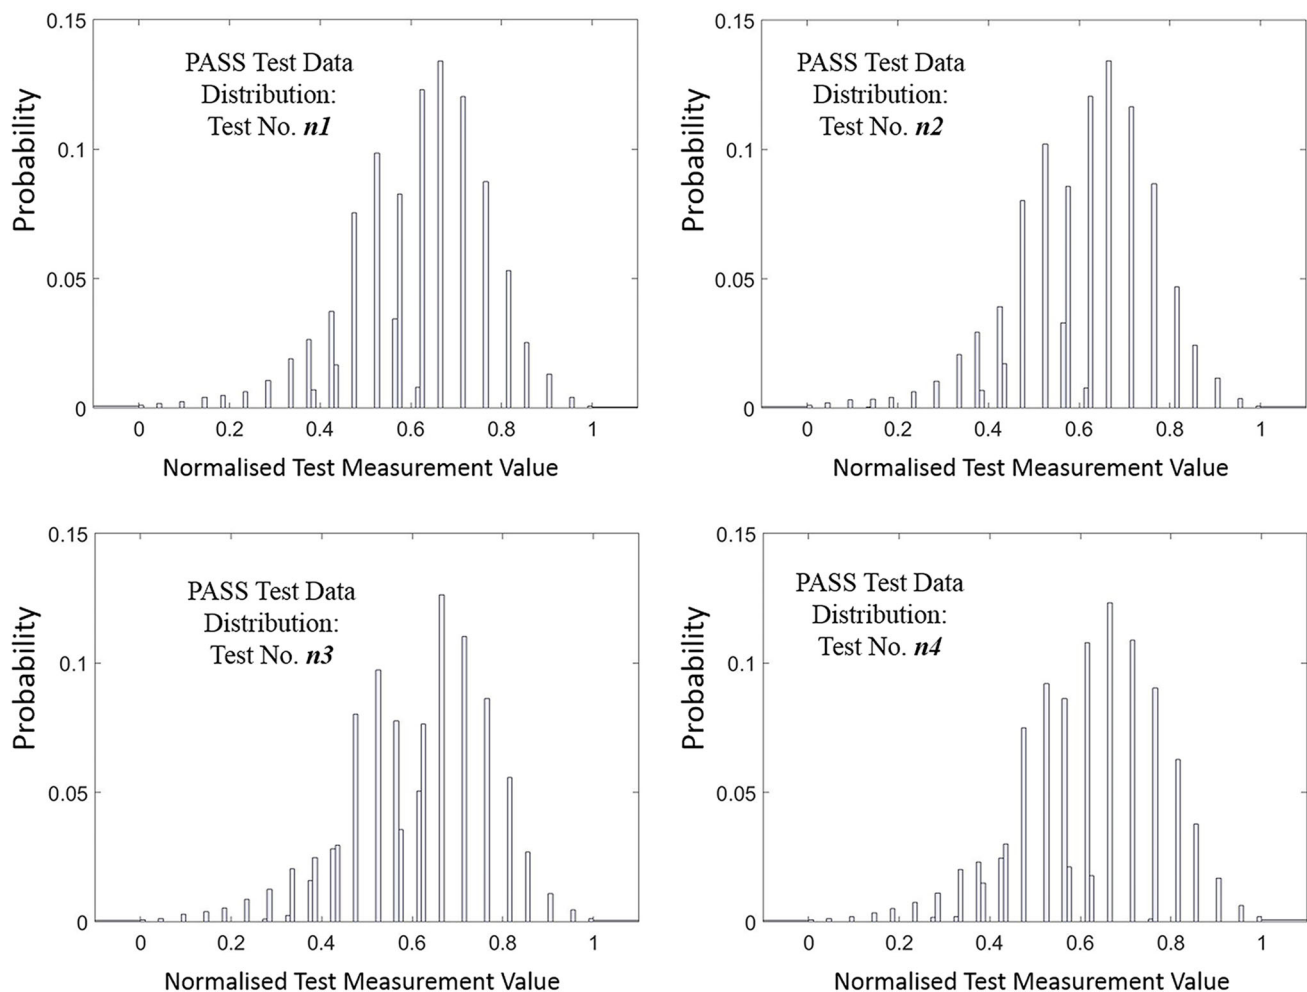 0.15
PASS Test Data
Distribution:
Test No. n1
0.1
Probability
0.05
0
0 0.2 0.4 0.6 0.8 1
Normalised Test Measurement Value
0.15
PASS Test Data
Distribution:
Test No. n2
0.1
Probability
0.05
0
0 0.2 0.4 0.6 0.8 1
Normalised Test Measurement Value
0.15
PASS Test Data
Distribution:
Test No. n3
0.1
Probability
0.05
0
0 0.2 0.4 0.6 0.8 1
Normalised Test Measurement Value
0.15
PASS Test Data
Distribution:
Test No. n4
0.1
Probability
0.05
0
0 0.2 0.4 0.6 0.8 1
Normalised Test Measurement Value